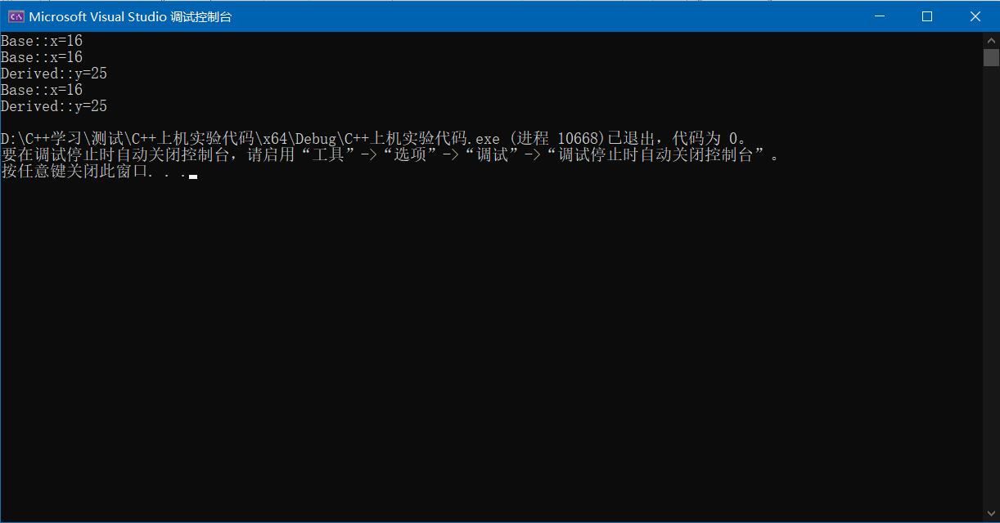 Microsoft Visual Studio 调试控制台
Base::x=16
Base::x=16
Derived::y=25
Base::x=16
Derived::y=25
D:\C++学习\测试\C++上机实验代码\x64\Debug\C++上机实验代码.exe (进程 10668)已退出，代码为 0。
要在调试停止时自动关闭控制台，请启用“工具”->“选项”->“调试”->“调试停止时自动关闭控制台”。
按任意键关闭此窗口. . .